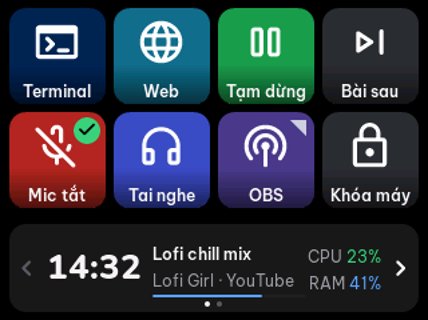 Terminal
Web
Tạm dừng
Bài sau
Mic tắt
Tai nghe
OBS
Khóa máy
14:32
Lofi chill mix
Lofi Girl · YouTube
CPU 23%
RAM 41%